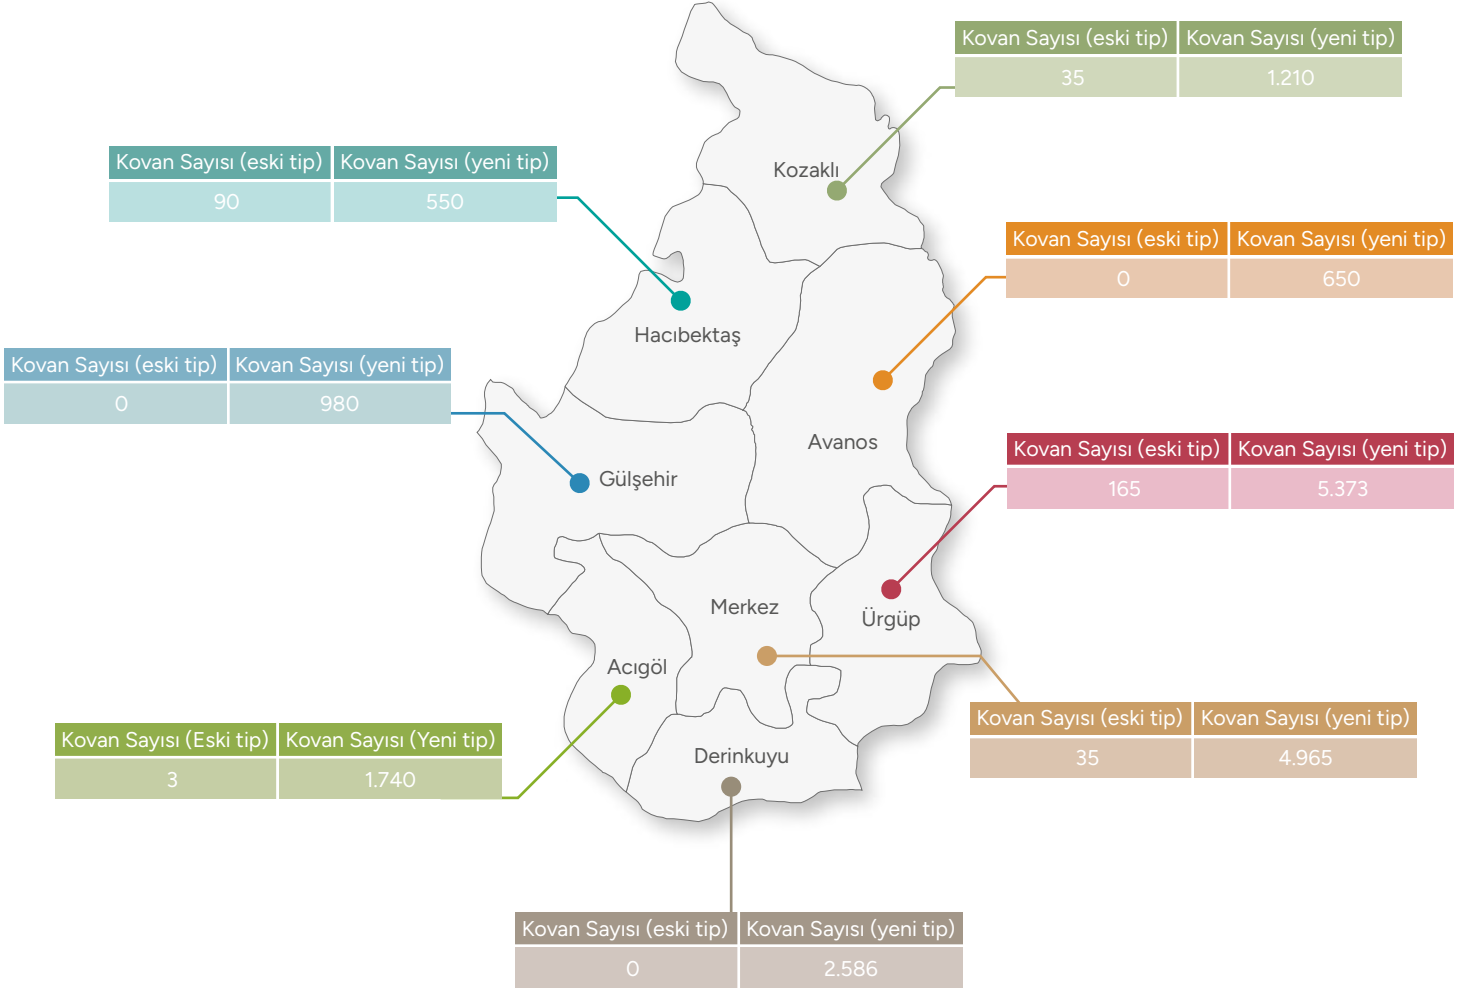 Kovan Sayısı (eski tip) Kovan Sayısı (yeni tip)
35 1.210
Kozaklı
Kovan Sayısı (eski tip) Kovan Sayısı (yeni tip)
90 550
Hacıbektaş
Kovan Sayısı (eski tip) Kovan Sayısı (yeni tip)
0 650
Avanos
Kovan Sayısı (eski tip) Kovan Sayısı (yeni tip)
0 980
Gülşehir
Kovan Sayısı (eski tip) Kovan Sayısı (yeni tip)
165 5.373
Ürgüp
Merkez
Kovan Sayısı (eski tip) Kovan Sayısı (yeni tip)
35 4.965
Acıgöl
Kovan Sayısı (Eski tip) Kovan Sayısı (Yeni tip)
3 1.740
Derinkuyu
Kovan Sayısı (eski tip) Kovan Sayısı (yeni tip)
0 2.586